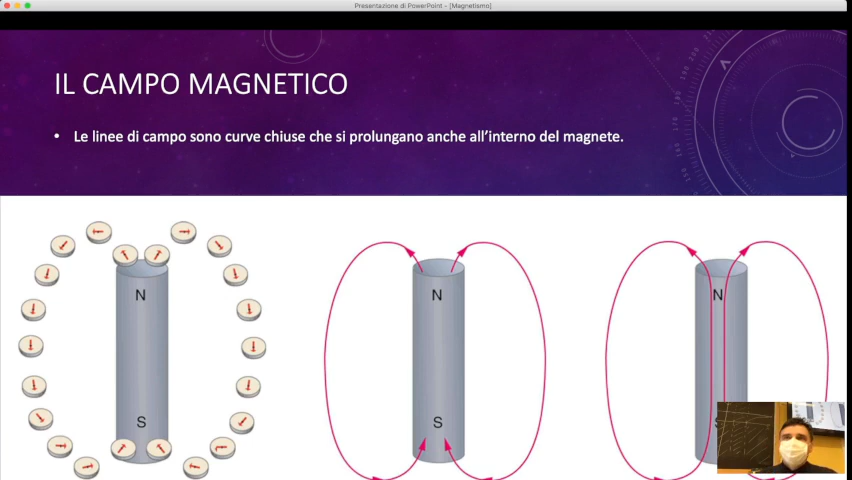 Presentazione di PowerPoint - [Magnetismo]
IL CAMPO MAGNETICO
• Le linee di campo sono curve chiuse che si prolungano anche all'interno del magnete.
N
N
N
S
S